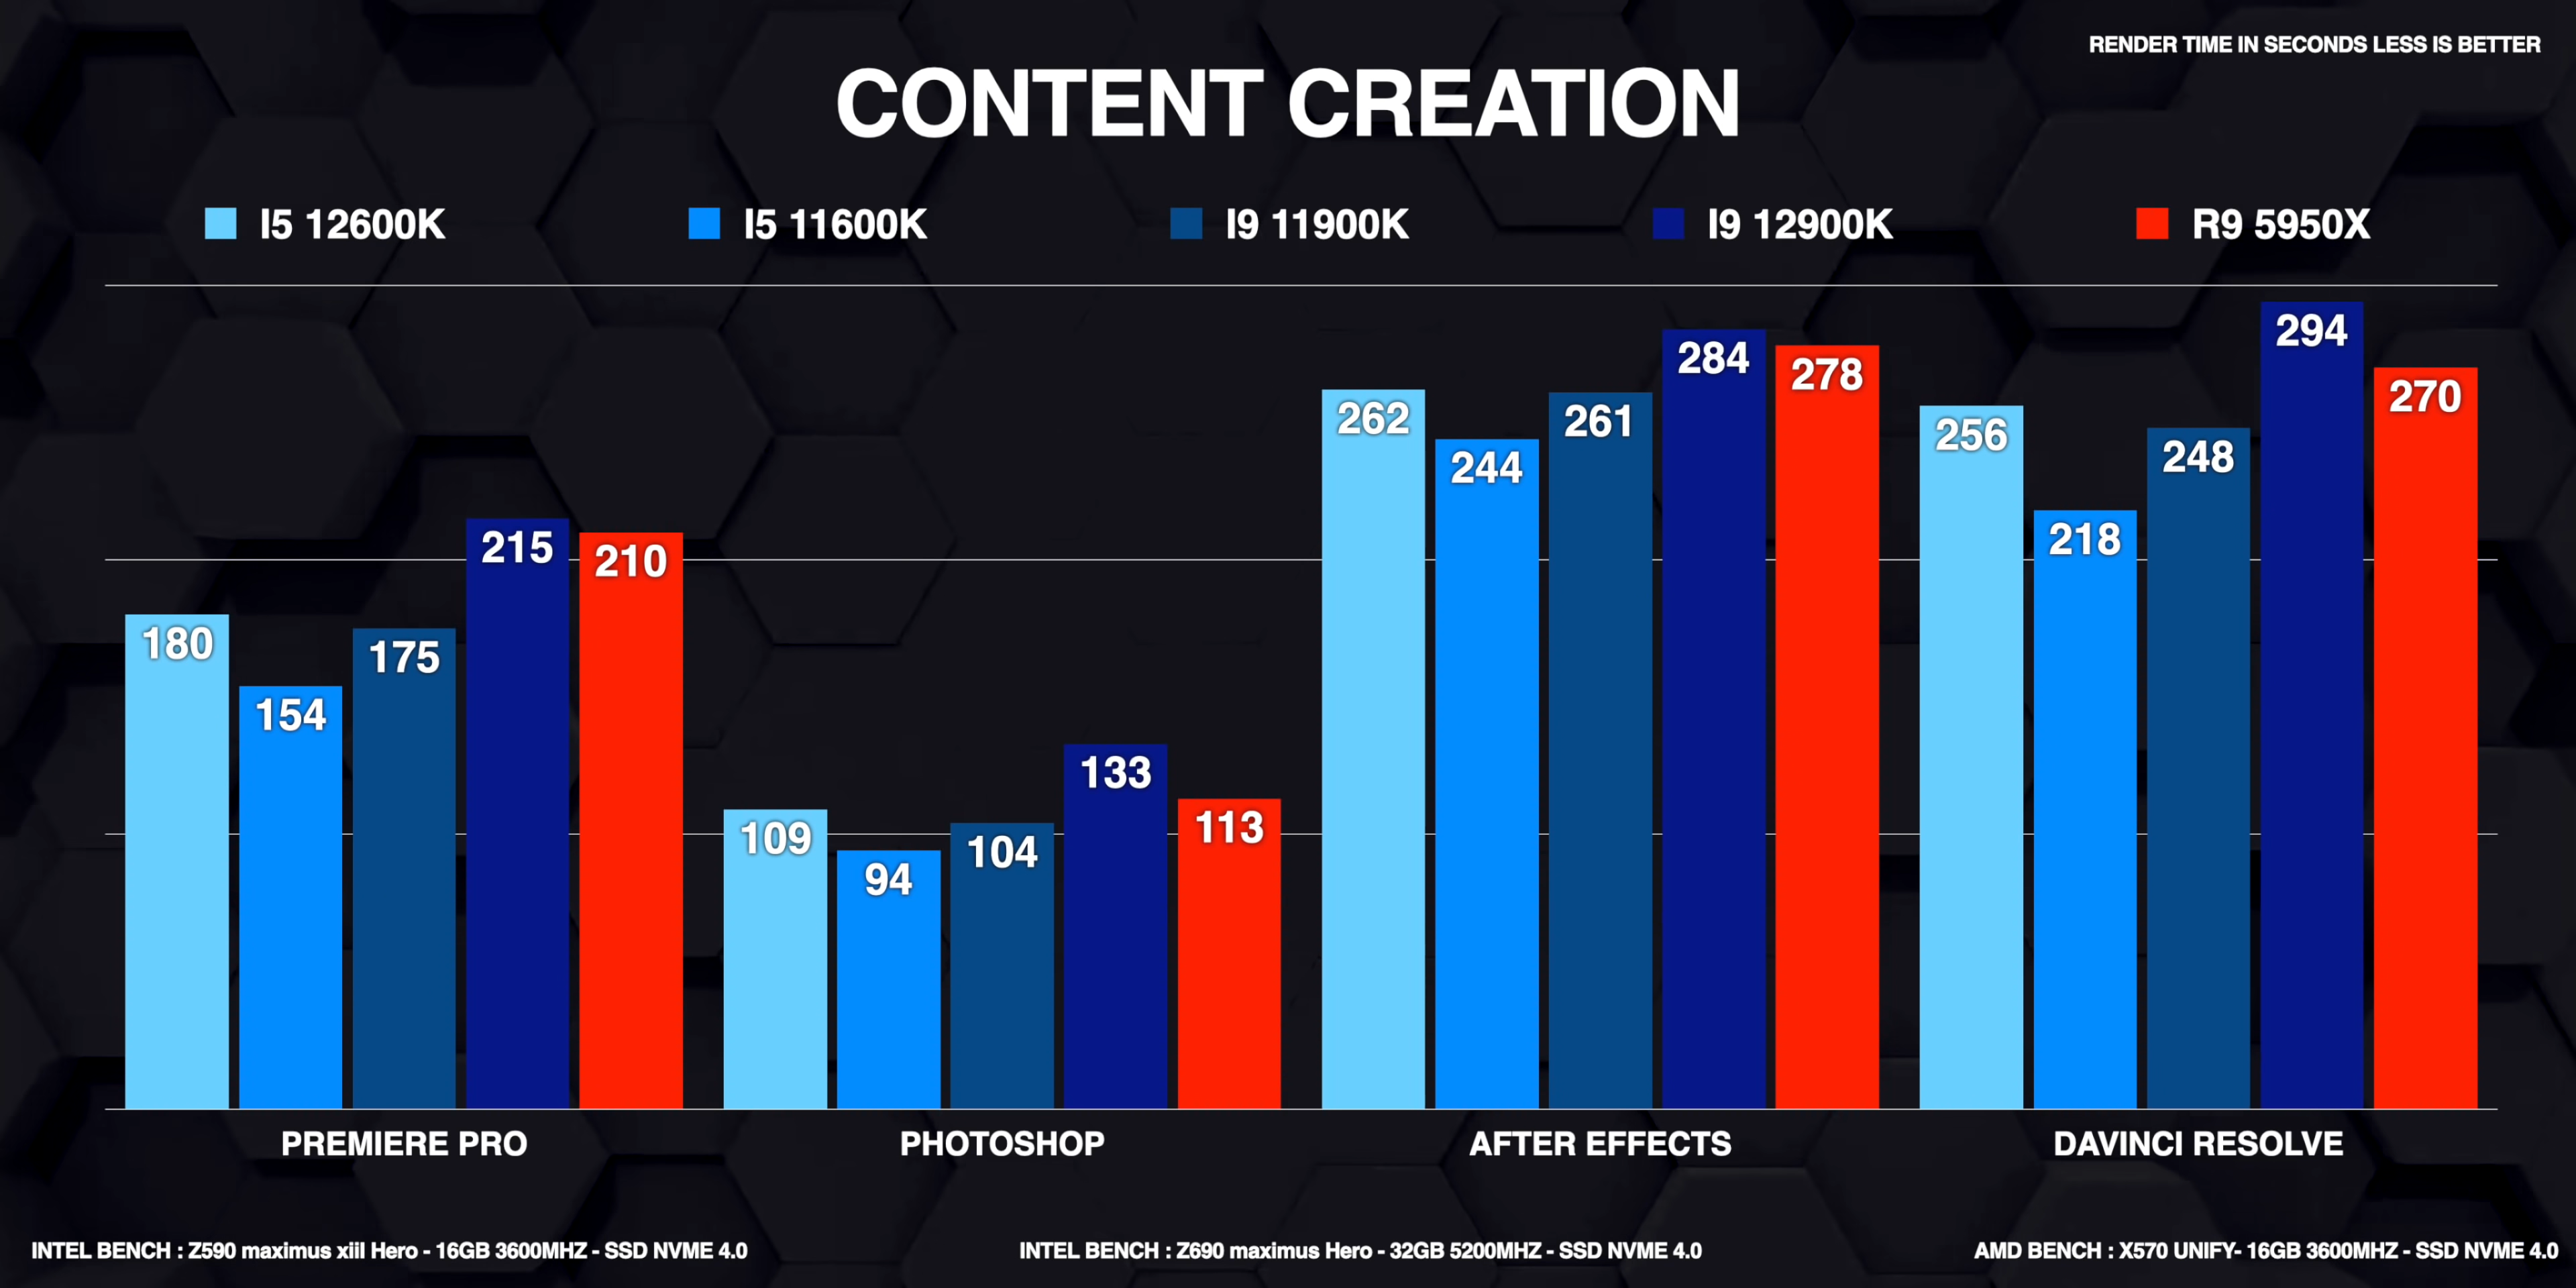 RENDER TIME IN SECONDS LESS IS BETTER
CONTENT CREATION
I5 12600K
I5 11600K
I9 11900K
I9 12900K
R9 5950X
180
154
175
215
210
109
94
104
133
113
262
244
261
284
278
256
218
248
294
270
PREMIERE PRO
PHOTOSHOP
AFTER EFFECTS
DAVINCI RESOLVE
INTEL BENCH : Z590 maximus xiiI Hero - 16GB 3600MHZ - SSD NVME 4.0
INTEL BENCH : Z690 maximus Hero - 32GB 5200MHZ - SSD NVME 4.0
AMD BENCH : X570 UNIFY- 16GB 3600MHZ - SSD NVME 4.0